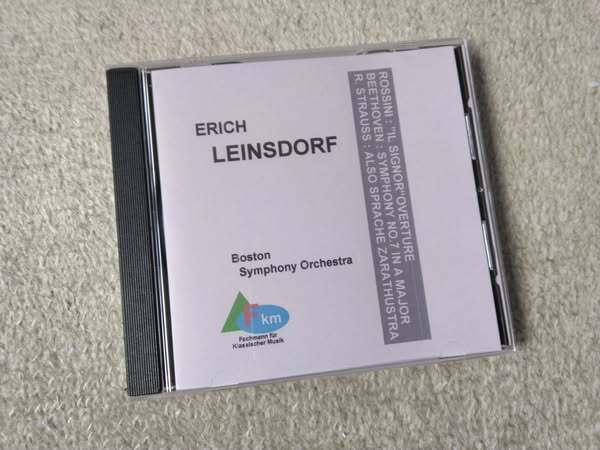 ERICH
LEINSDORF
ROSSINI : "IL SIGNOR"OVERTURE
BEETHOVEN : SYMPHONY NO.7 IN A MAJOR
R. STRAUSS : ALSO SPRACHE ZARATHUSTRA
Boston
Symphony Orchestra
Fkm
Fachmann für
Klassischer Musik